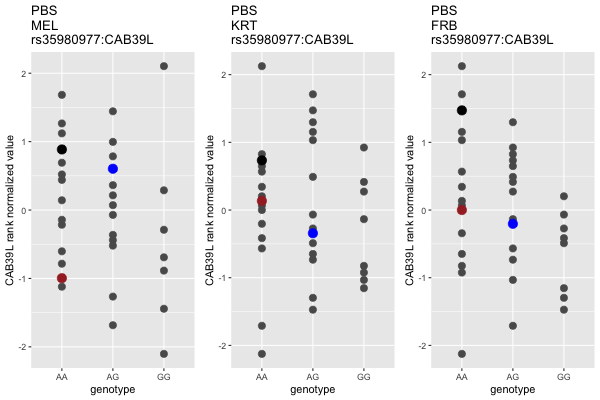 PBS
MEL
rs35980977:CAB39L
CAB39L rank normalized value
2
1
0
-1
-2
AA
AG
GG
genotype
PBS
KRT
rs35980977:CAB39L
CAB39L rank normalized value
2
1
0
-1
-2
AA
AG
GG
genotype
PBS
FRB
rs35980977:CAB39L
CAB39L rank normalized value
2
1
0
-1
-2
AA
AG
GG
genotype